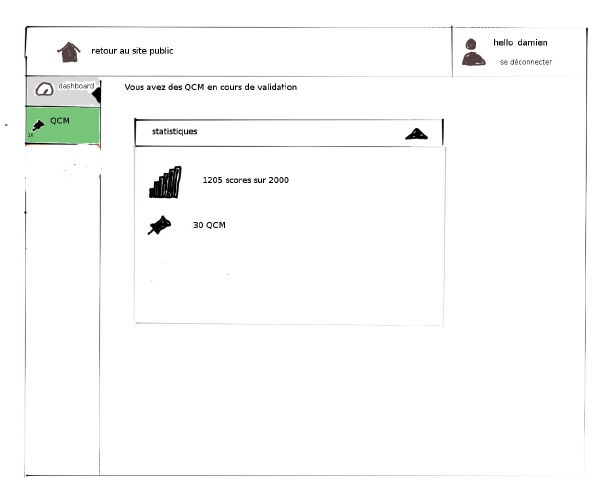 retour au site public
hello damien
se déconnecter
dashboard
Vous avez des QCM en cours de validation
QCM
statistiques
1205 scores sur 2000
30 QCM